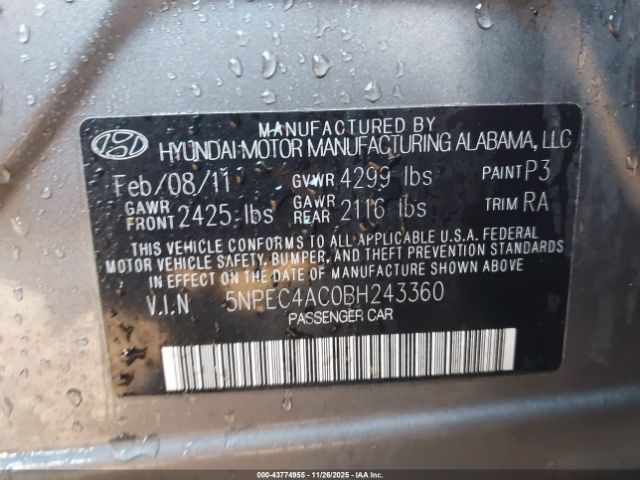 MANUFACTURED BY
HYUNDAI MOTOR MANUFACTURING ALABAMA, LLC
Feb/08/11 GVWR 4299 lbs PAINT P3
GAWR FRONT 2425 lbs GAWR REAR 2116 lbs TRIM RA
THIS VEHICLE CONFORMS TO ALL APPLICABLE U.S.A. FEDERAL
MOTOR VEHICLE SAFETY, BUMPER, AND THEFT PREVENTION STANDARDS
IN EFFECT ON THE DATE OF MANUFACTURE SHOWN ABOVE
V.I.N 5NPEC4AC0BH243360
PASSENGER CAR
000-43774955 • 11/26/2025 - IAA Inc.